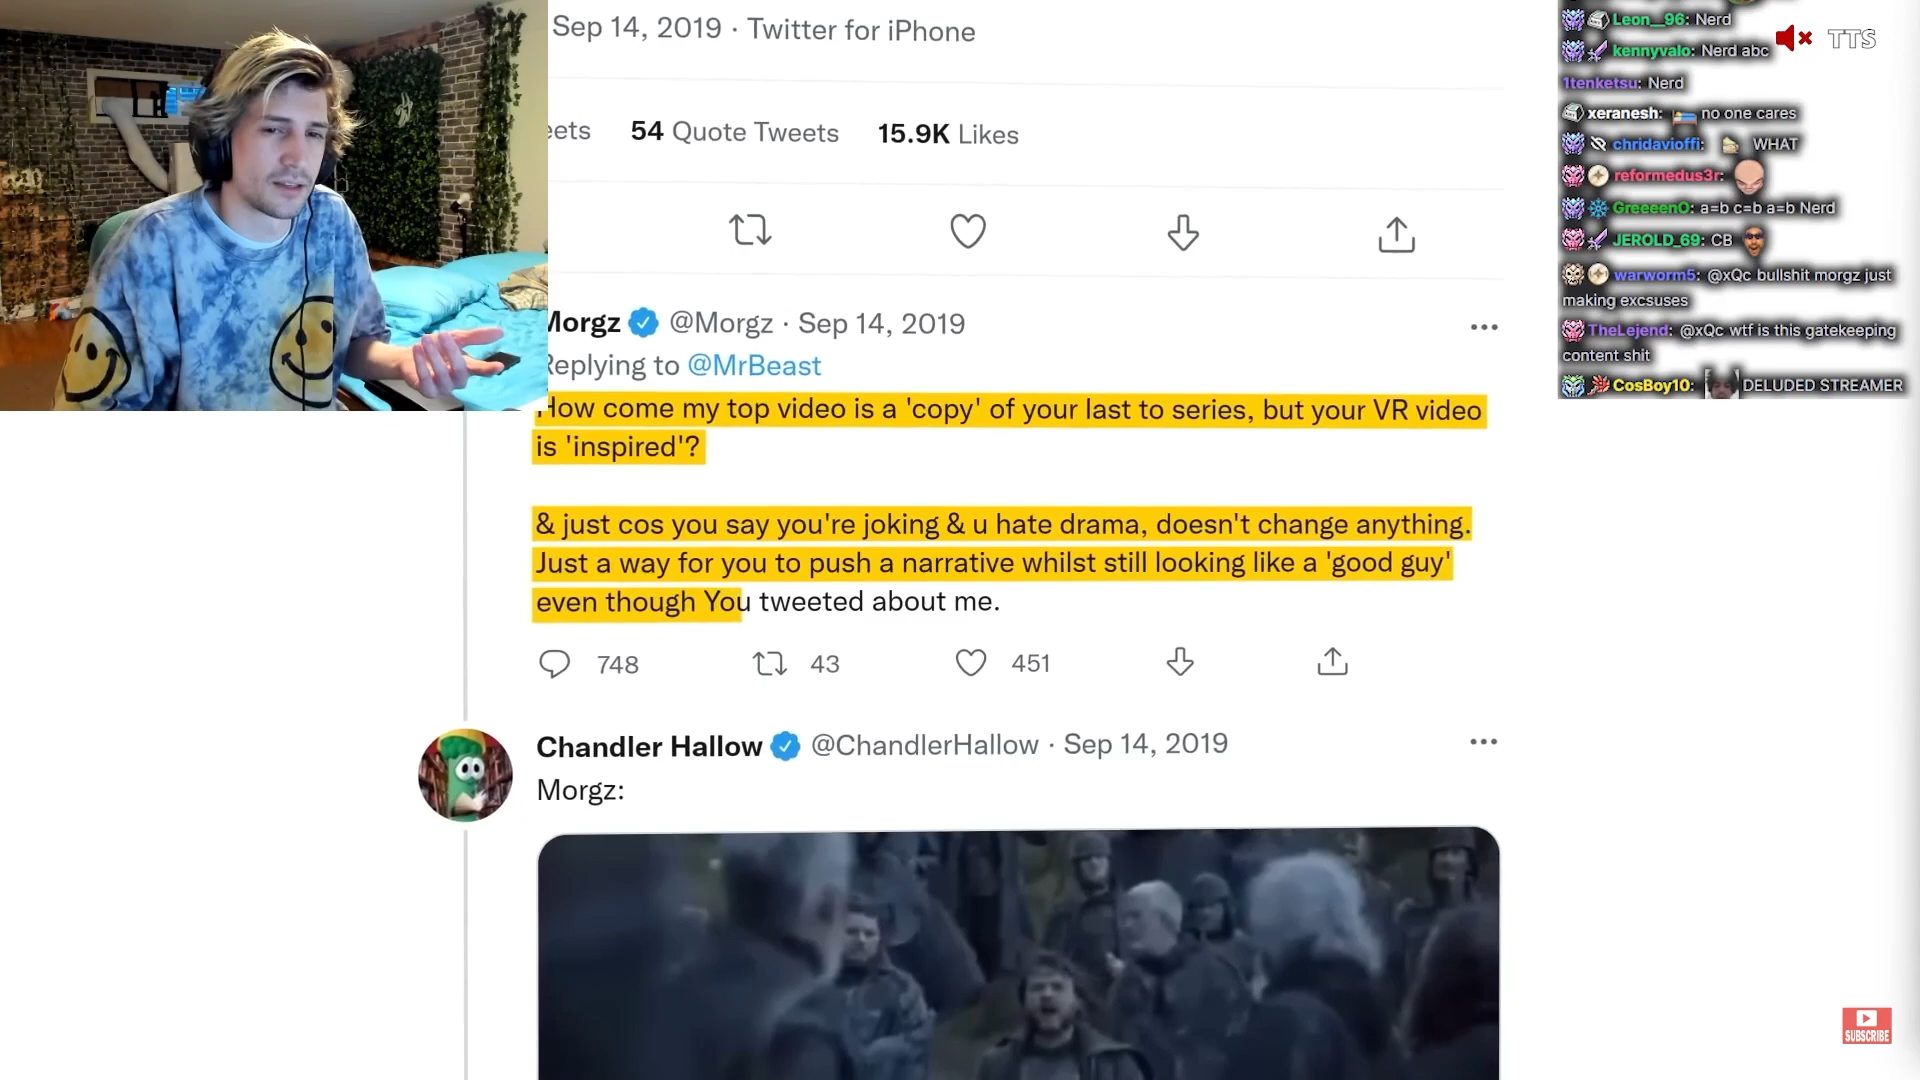 Sep 14, 2019 · Twitter for iPhone
eets 54 Quote Tweets 15.9K Likes
Morgz @Morgz · Sep 14, 2019
Replying to @MrBeast
How come my top video is a 'copy' of your last to series, but your VR video
is 'inspired'?
& just cos you say you're joking & u hate drama, doesn't change anything.
Just a way for you to push a narrative whilst still looking like a 'good guy'
even though You tweeted about me.
748 43 451
Chandler Hallow @ChandlerHallow · Sep 14, 2019
Morgz:
Leon__96: Nerd
kennyvalo: Nerd abc
TTS
1tenketsu: Nerd
xeranesh: no one cares
chridavioffi: WHAT
reformedus3r:
GreeeenO: a=b c=b a=b Nerd
JEROLD_69: CB
warworm5: @xQc bullshit morgz just
making excsuses
TheLejend: @xQc wtf is this gatekeeping
content shit
CosBoy10: DELUDED STREAMER
SUBSCRIBE